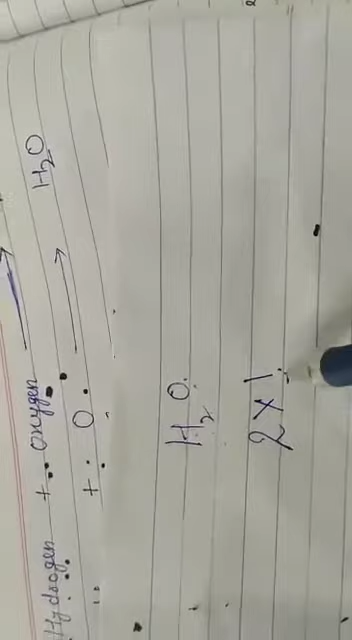 Hydrogen + Oxygen →
+ O → H₂O
H₂O
2 × 1